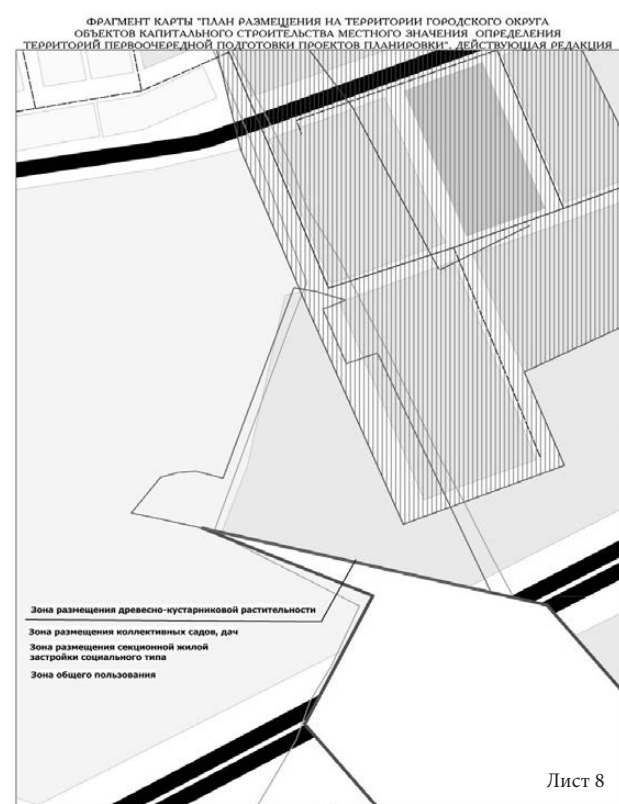 ФРАГМЕНТ КАРТЫ "ПЛАН РАЗМЕЩЕНИЯ НА ТЕРРИТОРИИ ГОРОДСКОГО ОКРУГА
ОБЪЕКТОВ КАПИТАЛЬНОГО СТРОИТЕЛЬСТВА МЕСТНОГО ЗНАЧЕНИЯ ОПРЕДЕЛЕНИЯ
ТЕРРИТОРИЙ ПЕРВООЧЕРЕДНОЙ ПОДГОТОВКИ ПРОЕКТОВ ПЛАНИРОВКИ". ДЕЙСТВУЮЩАЯ РЕДАКЦИЯ
Зона размещения древесно-кустарниковой растительности
Зона размещения коллективных садов, дач
Зона размещения секционной жилой
застройки социального типа
Зона общего пользования
Лист 8